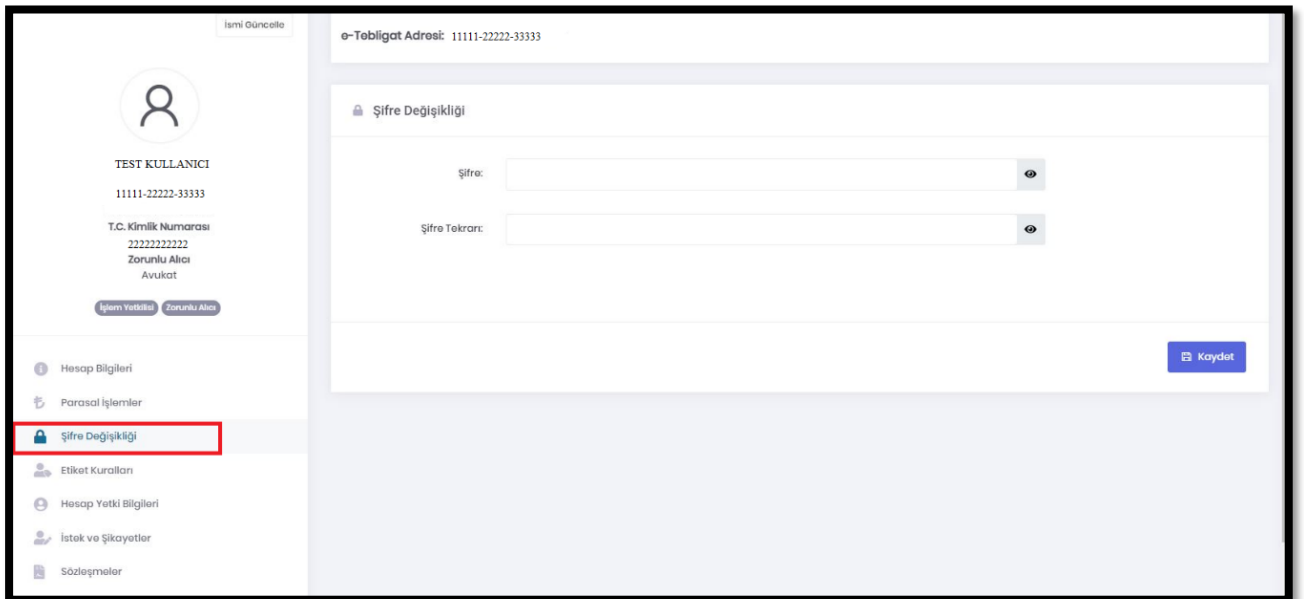 İsmi Güncelle
e-Tebligat Adresi: 11111-22222-33333
TEST KULLANICI
11111-22222-33333
T.C. Kimlik Numarası
22222222222
Zorunlu Alıcı
Avukat
İşlem Yetkilisi Zorunlu Alıcı
Hesap Bilgileri
Parasal İşlemler
Şifre Değişikliği
Etiket Kuralları
Hesap Yetki Bilgileri
İstek ve Şikayetler
Sözleşmeler
Şifre Değişikliği
Şifre:
Şifre Tekrarı:
Kaydet